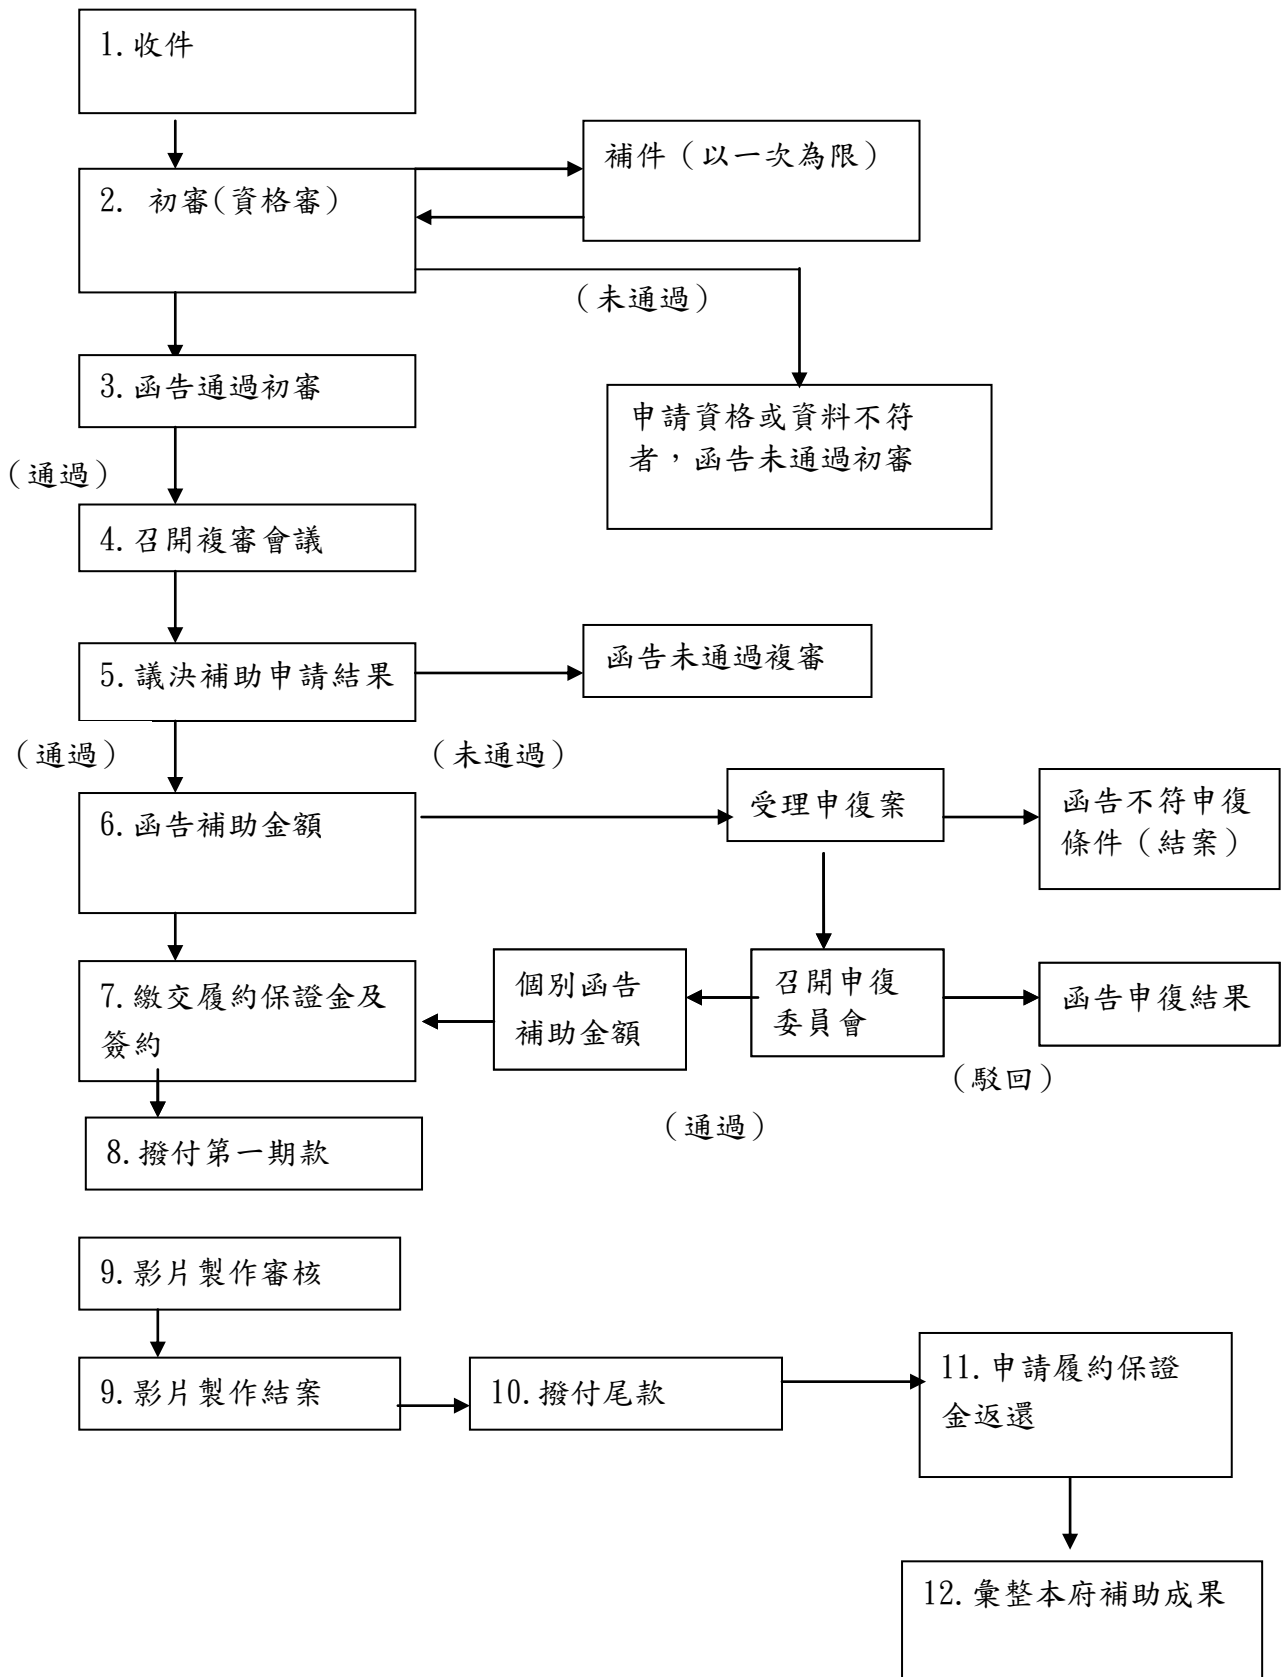 1.收件
補件（以一次為限）
2. 初審(資格審)
（未通過）
3.函告通過初審
申請資格或資料不符
者，函告未通過初審
（通過）
4.召開複審會議
5.議決補助申請結果
函告未通過複審
（通過）
（未通過）
6.函告補助金額
受理申復案
函告不符申復
條件（結案）
7.繳交履約保證金及
簽約
個別函告
補助金額
召開申復
委員會
函告申復結果
（駁回）
（通過）
8.撥付第一期款
9.影片製作審核
9.影片製作結案
10.撥付尾款
11.申請履約保證
金返還
12.彙整本府補助成果